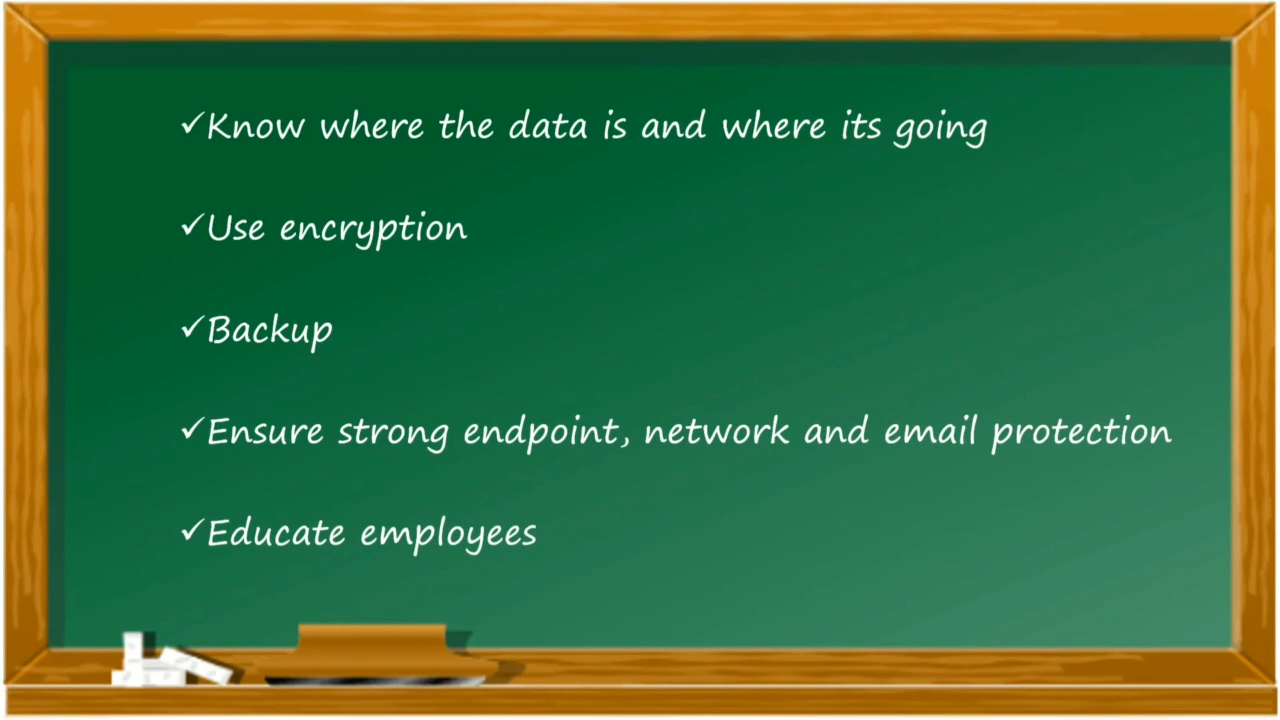 ✓Know where the data is and where its going
✓Use encryption
✓Backup
✓Ensure strong endpoint, network and email protection
✓Educate employees